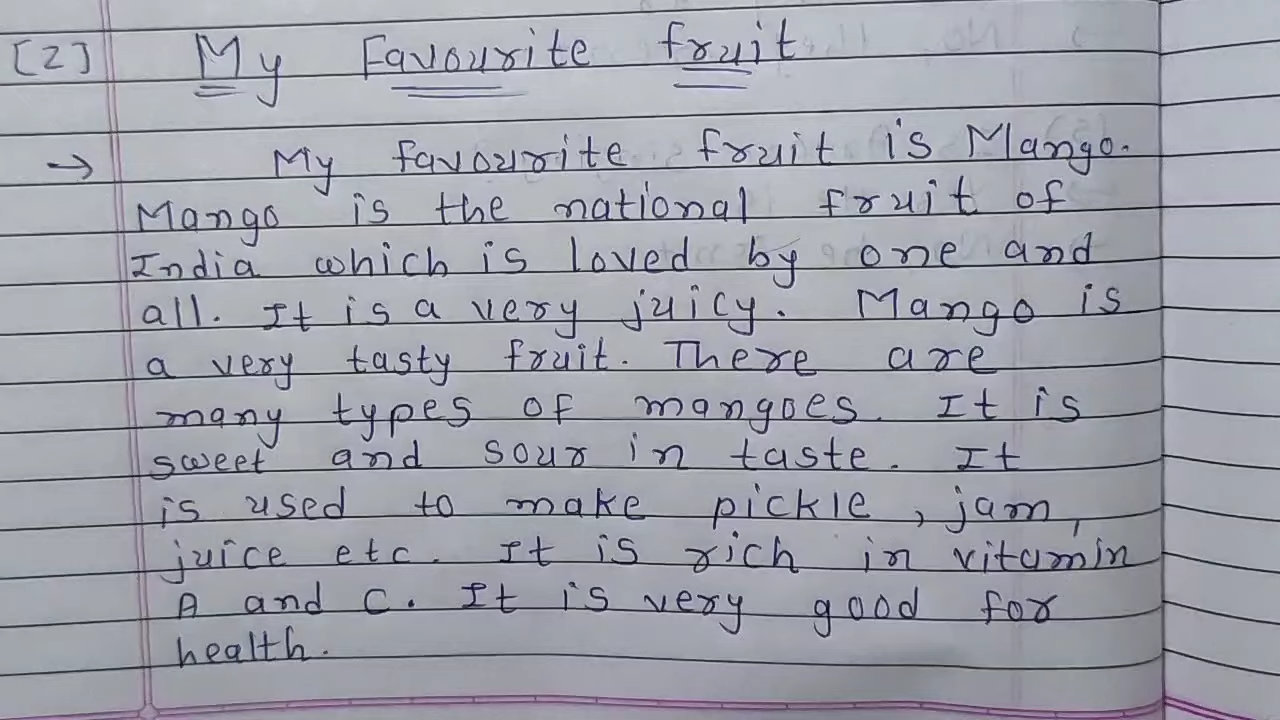 [2] My Favourite fruit
→ My favourite fruit is Mango.
Mango is the national fruit of
India which is loved by one and
all. It is a very juicy. Mango is
a very tasty fruit. There are
many types of mangoes. It is
sweet and sour in taste. It
is used to make pickle, jam,
juice etc. It is rich in vitamin
A and C. It is very good for
health.